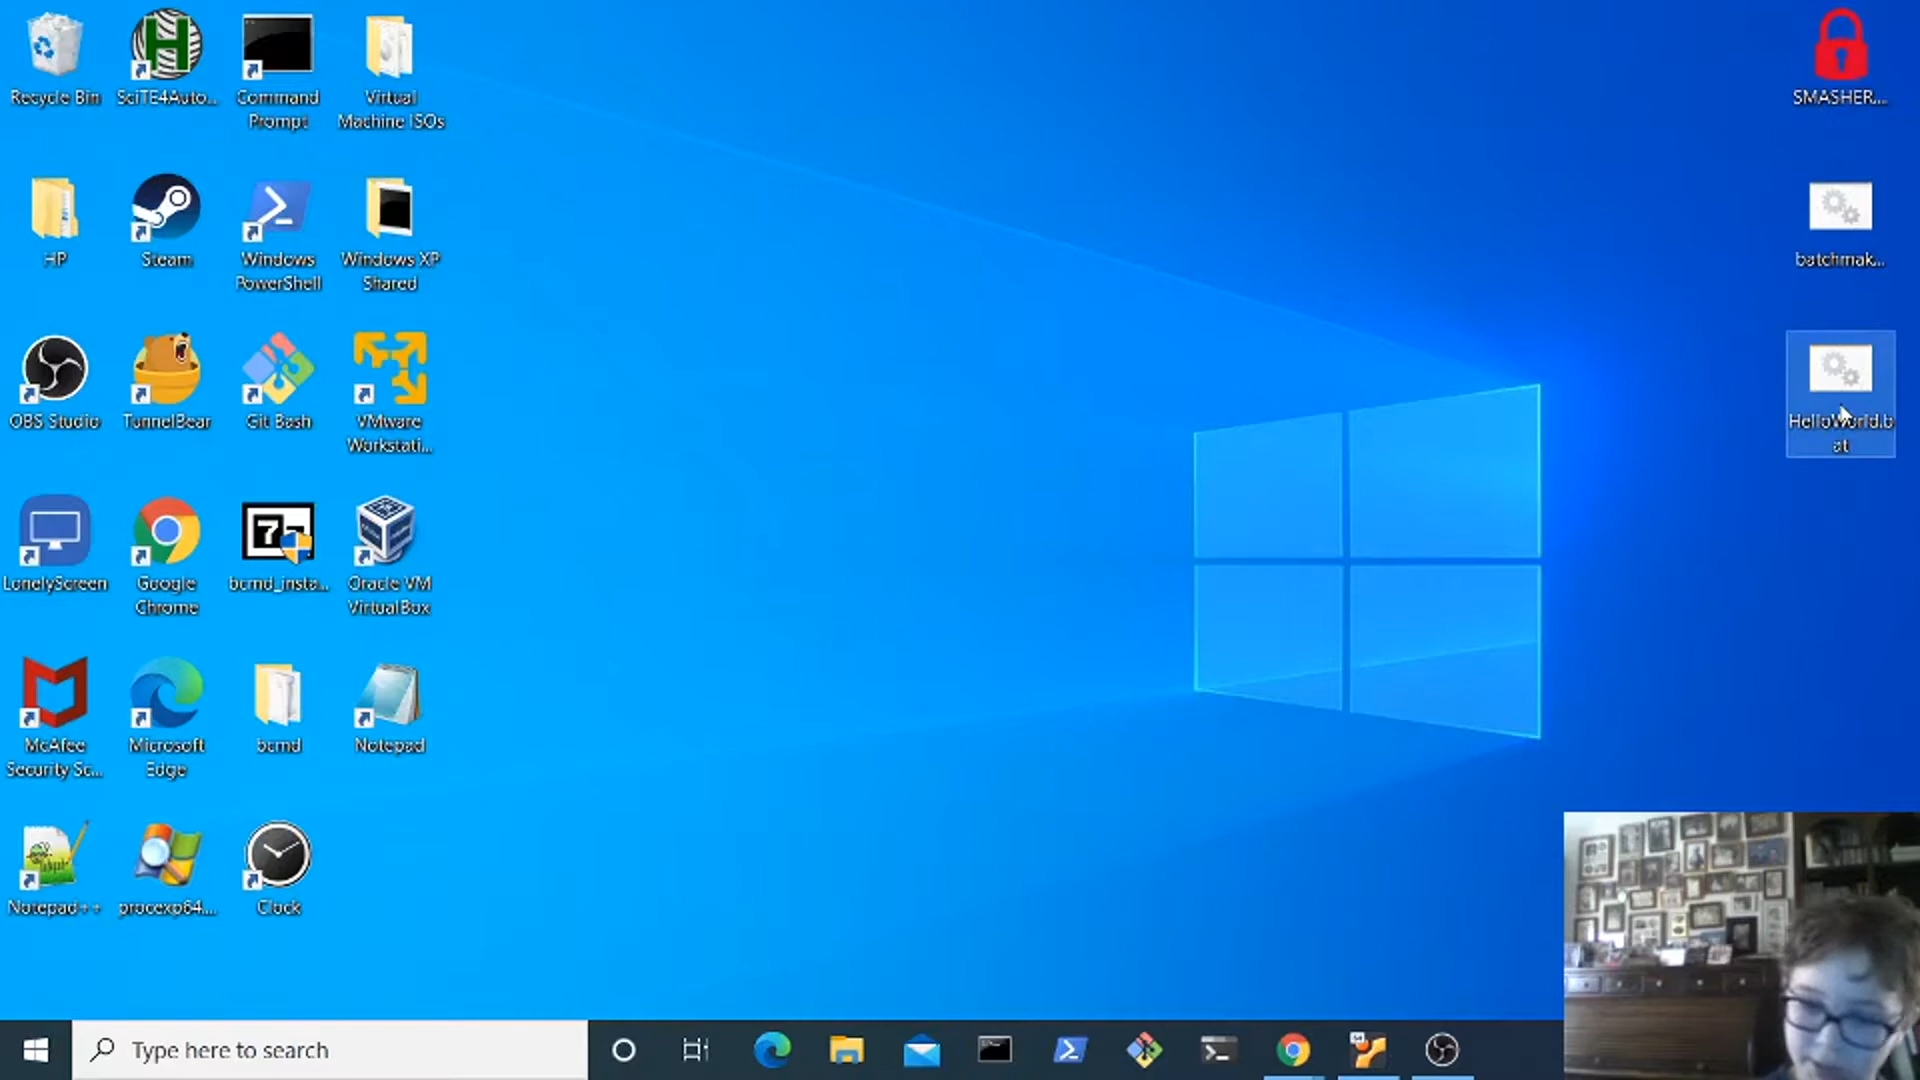 Recycle Bin
SciTE4Auto...
Command
Prompt
Virtual
Machine ISOs
SMASHER....
HP
Steam
Windows
PowerShell
Windows XP
Shared
batchmak...
OBS Studio
TunnelBear
Git Bash
VMware
Workstati...
HelloWorld.b
at
LonelyScreen
Google
Chrome
bcmd_insta...
Oracle VM
VirtualBox
McAfee
Security Sc...
Microsoft
Edge
bcmd
Notepad
Notepad++
procexp64....
Clock
Type here to search